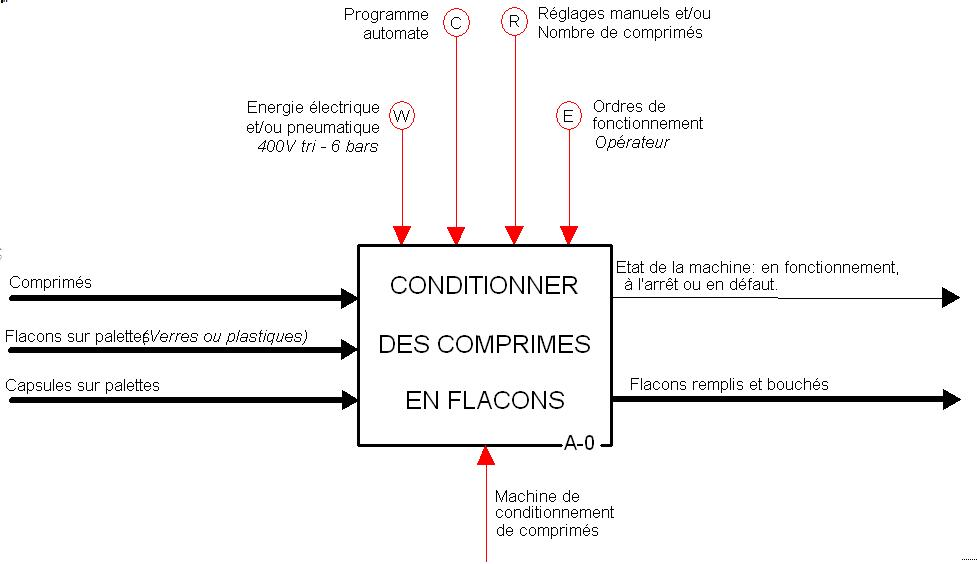 Programme
automate
C
R
Réglages manuels et/ou
Nombre de comprimés
Energie électrique
et/ou pneumatique
400V tri - 6 bars
W
E
Ordres de
fonctionnement
Opérateur
Comprimés
Flacons sur palettes (Verres ou plastiques)
Capsules sur palettes
CONDITIONNER
DES COMPRIMES
EN FLACONS
A-0
Etat de la machine: en fonctionnement,
à l'arrêt ou en défaut.
Flacons remplis et bouchés
Machine de
conditionnement
de comprimés